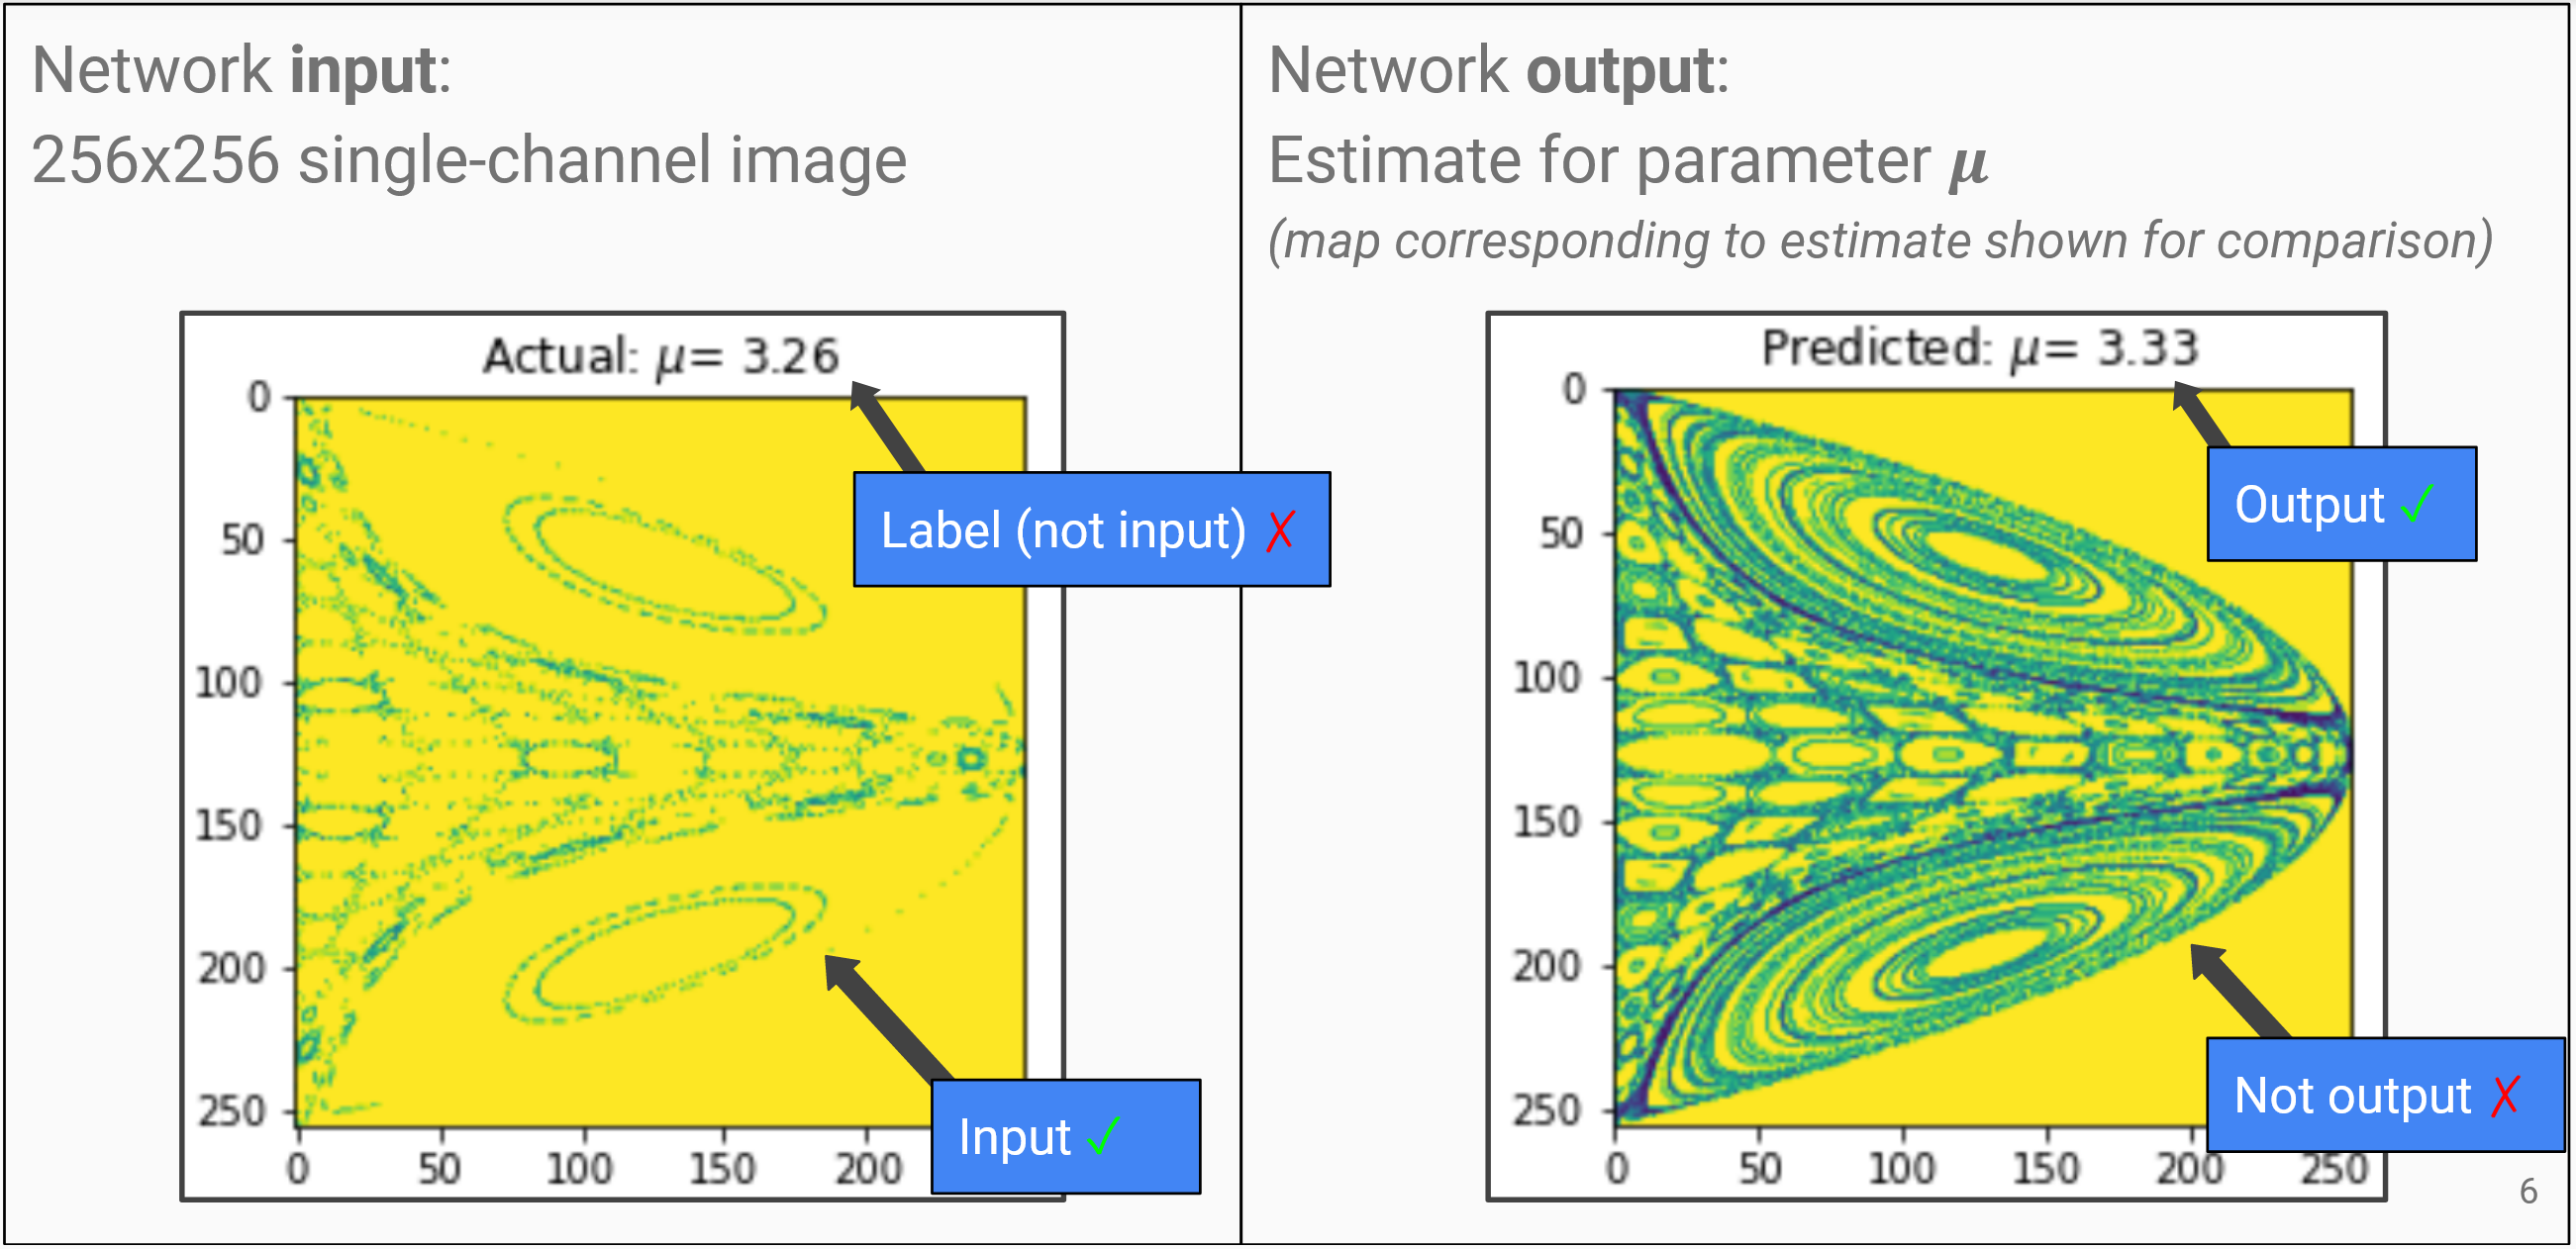 Network input:
256x256 single-channel image
Actual: μ= 3.26
0
50
100
150
200
250
0 50 100 150 200
Label (not input) ✗
Input ✓
Network output:
Estimate for parameter μ
(map corresponding to estimate shown for comparison)
Predicted: μ= 3.33
0
50
100
150
200
250
0 50 100 150 200 250
Output ✓
Not output ✗
6